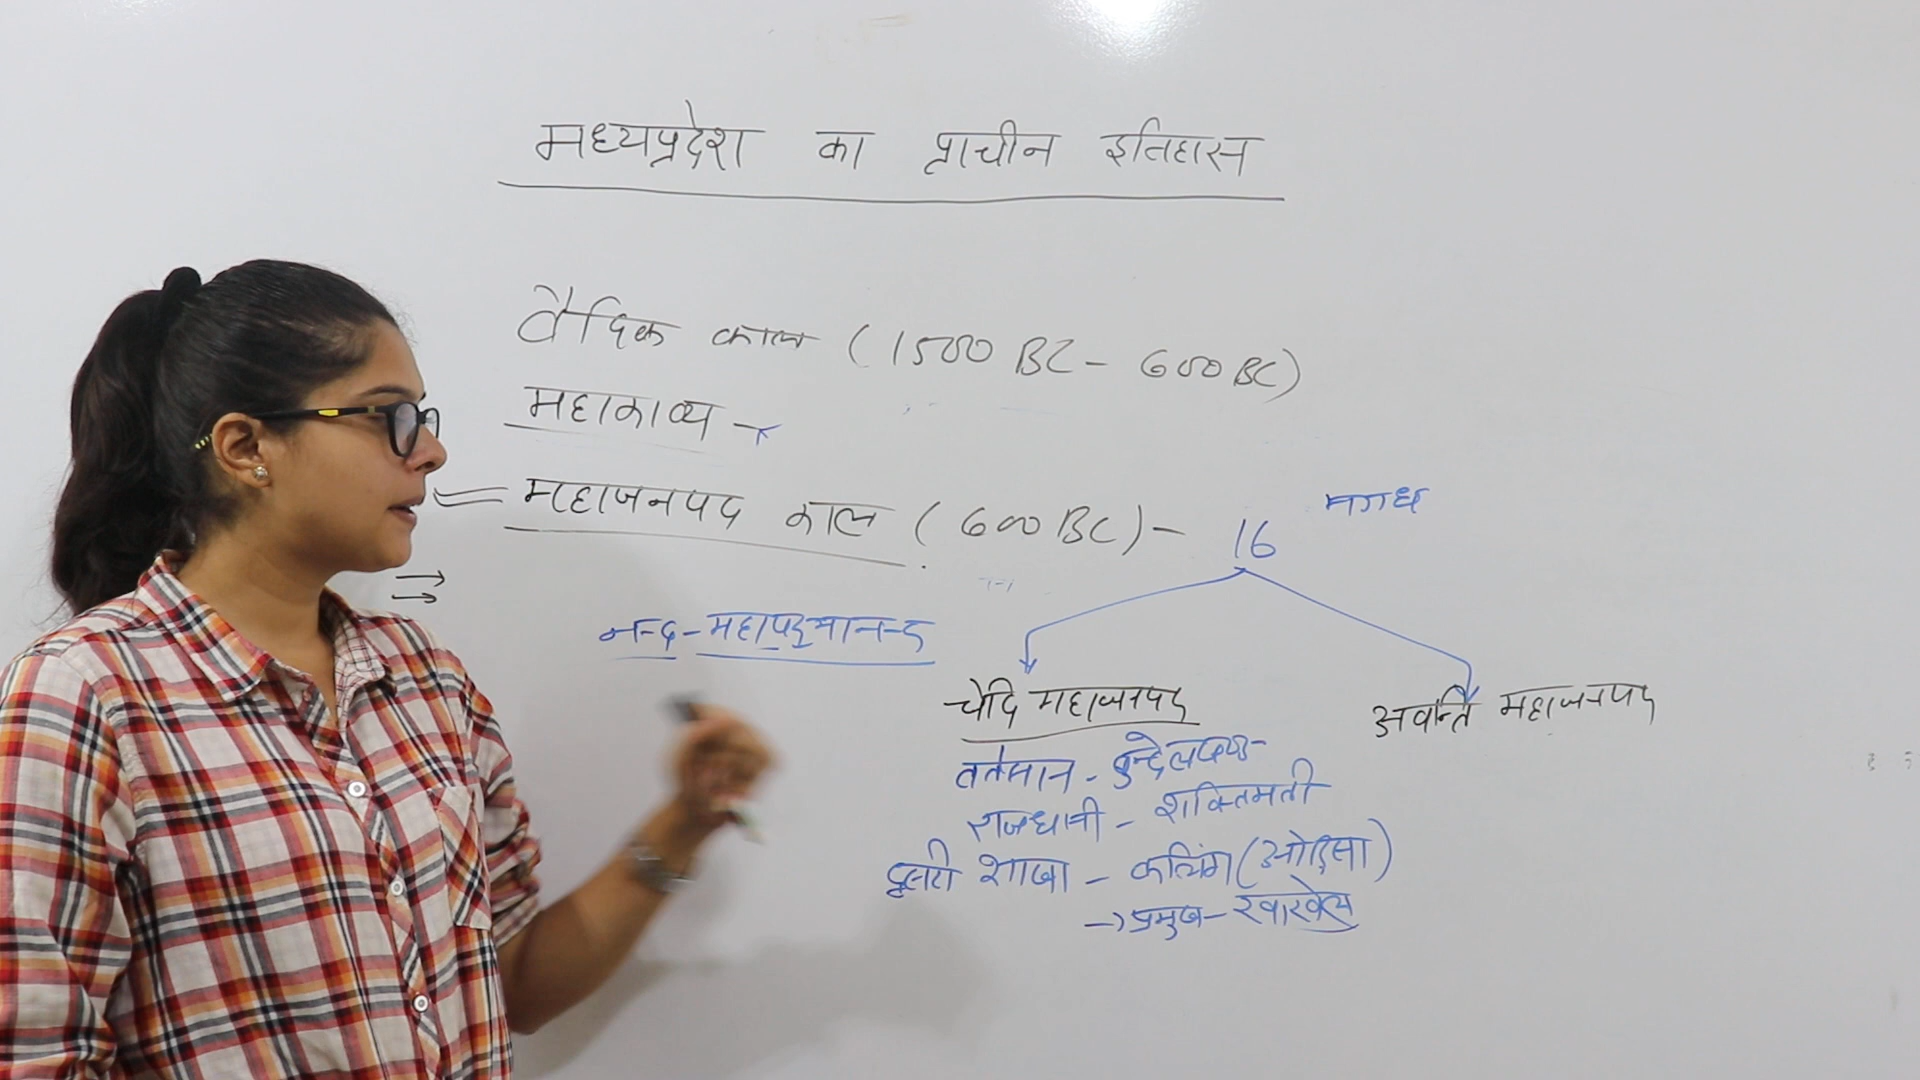 मध्यप्रदेश का प्राचीन इतिहास
वैदिक काल (1500 BC - 600 BC)
महाकाव्य -
महाजनपद काल (600 BC) - 16 मगध
नन्द - महापद्मानन्द
चेदि महाजनपद
अवन्ति महाजनपद
वर्तमान - बुन्देलखण्ड
राजधानी - शक्तिमती
दूसरी शाखा - कलिंग (ओडिसा)
→ प्रमुख - खारवेल